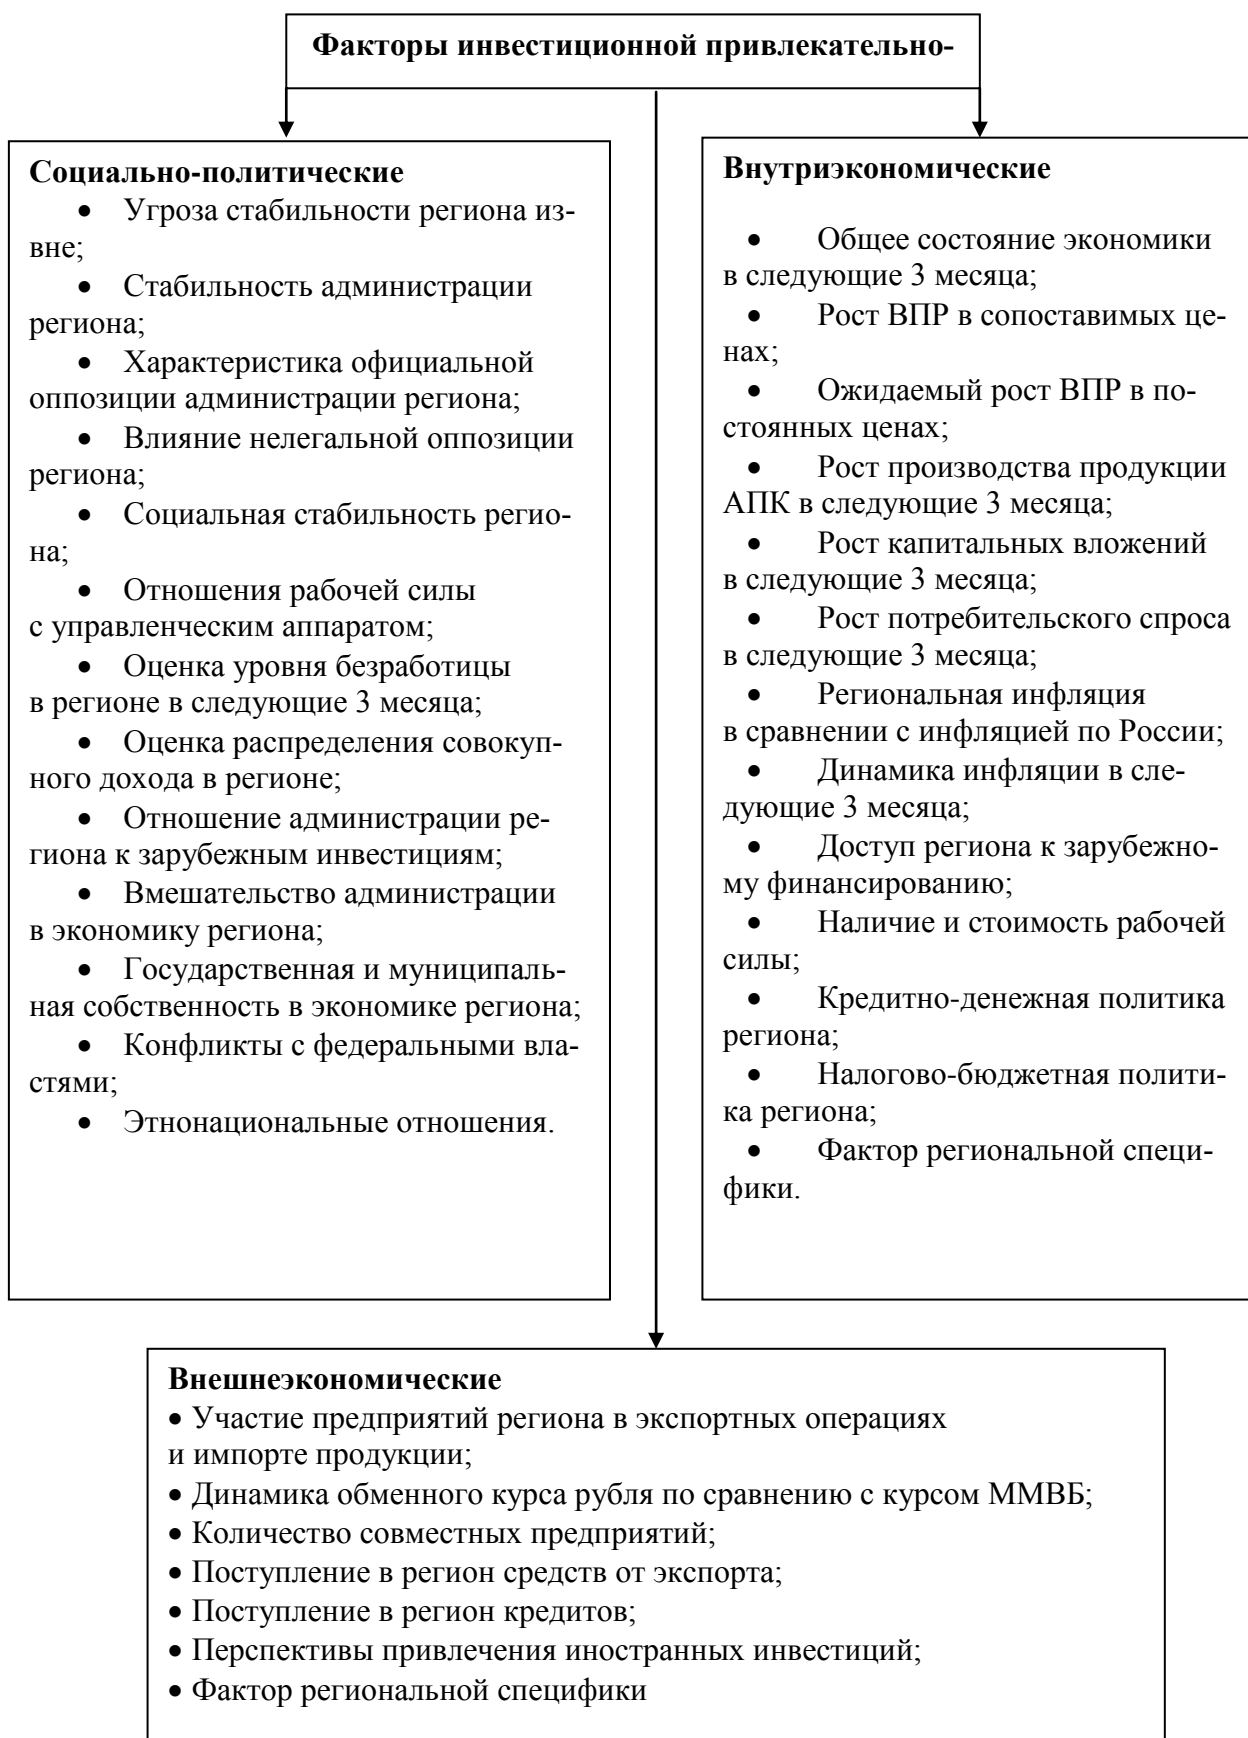 Факторы инвестиционной привлекательно-
Социально-политические
• Угроза стабильности региона из-
вне;
• Стабильность администрации
региона;
• Характеристика официальной
оппозиции администрации региона;
• Влияние нелегальной оппозиции
региона;
• Социальная стабильность регио-
на;
• Отношения рабочей силы
с управленческим аппаратом;
• Оценка уровня безработицы
в регионе в следующие 3 месяца;
• Оценка распределения совокуп-
ного дохода в регионе;
• Отношение администрации ре-
гиона к зарубежным инвестициям;
• Вмешательство администрации
в экономику региона;
• Государственная и муниципаль-
ная собственность в экономике региона;
• Конфликты с федеральными вла-
стями;
• Этнонациональные отношения.
Внутриэкономические
• Общее состояние экономики
в следующие 3 месяца;
• Рост ВПР в сопоставимых це-
нах;
• Ожидаемый рост ВПР в по-
стоянных ценах;
• Рост производства продукции
АПК в следующие 3 месяца;
• Рост капитальных вложений
в следующие 3 месяца;
• Рост потребительского спроса
в следующие 3 месяца;
• Региональная инфляция
в сравнении с инфляцией по России;
• Динамика инфляции в сле-
дующие 3 месяца;
• Доступ региона к зарубежно-
му финансированию;
• Наличие и стоимость рабочей
силы;
• Кредитно-денежная политика
региона;
• Налогово-бюджетная полити-
ка региона;
• Фактор региональной специ-
фики.
Внешнеэкономические
• Участие предприятий региона в экспортных операциях
и импорте продукции;
• Динамика обменного курса рубля по сравнению с курсом ММВБ;
• Количество совместных предприятий;
• Поступление в регион средств от экспорта;
• Поступление в регион кредитов;
• Перспективы привлечения иностранных инвестиций;
• Фактор региональной специфики